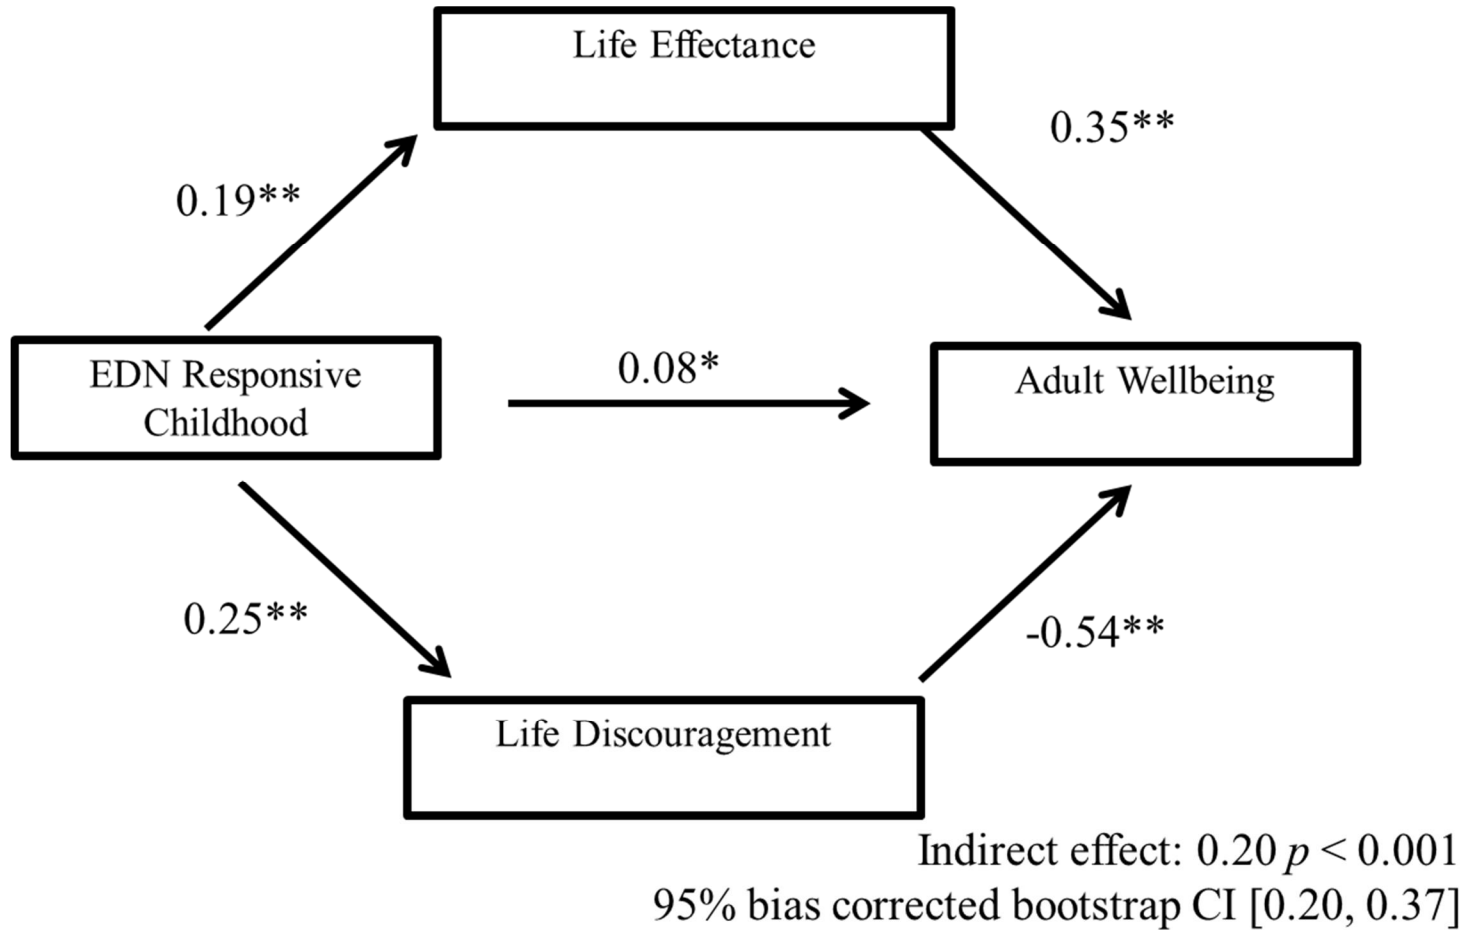 Life Effectance
0.35**
0.19**
EDN Responsive
Childhood
0.08*
Adult Wellbeing
0.25**
-0.54**
Life Discouragement
Indirect effect: 0.20 p < 0.001
95% bias corrected bootstrap CI [0.20, 0.37]